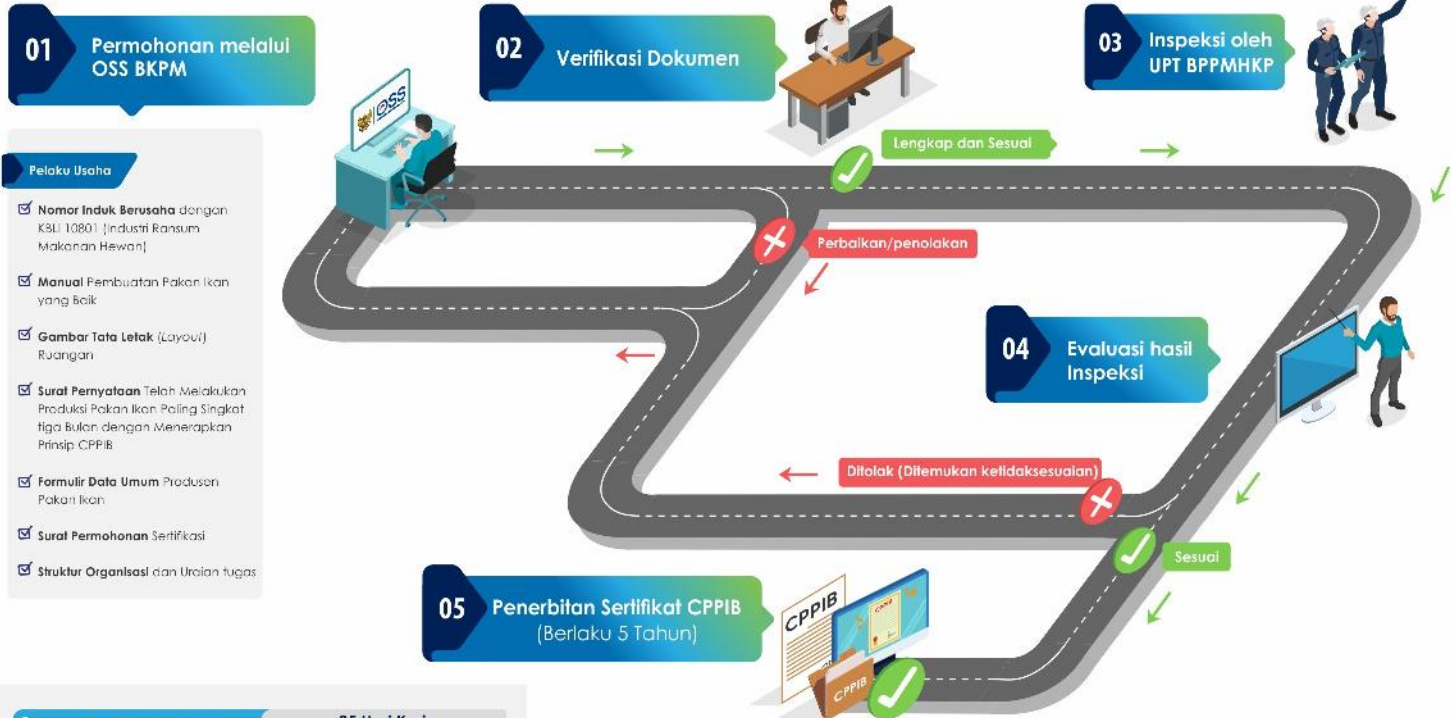 01
Permohonan melalui
OSS BKPM
02
Verifikasi Dokumen
03
Inspeksi oleh
UPT BPPMHKP
OSS
Pelaku Usaha
Nomor Induk Berusaha dengan
KBLI 10801 (Industri Ransum
Makanan Hewan)
Manual Pembuatan Pakan Ikan
yang Baik
Gambar Tata Letak (Layout)
Ruangan
Surat Pernyataan Telah Melakukan
Produksi Pakan Ikan Paling Singkat
tiga Bulan dengan Menerapkan
Prinsip CPPIB
Formulir Data Umum Produsen
Pakan Ikan
Surat Permohonan Sertifikasi
Struktur Organisasi dan Uraian tugas
Lengkap dan Sesuai
Perbaikan/penolakan
04
Evaluasi hasil
Inspeksi
Ditolak (Ditemukan ketidaksesuaian)
Sesuai
05
Penerbitan Sertifikat CPPIB
(Berlaku 5 Tahun)
CPPIB
CPPIB
CPPIB